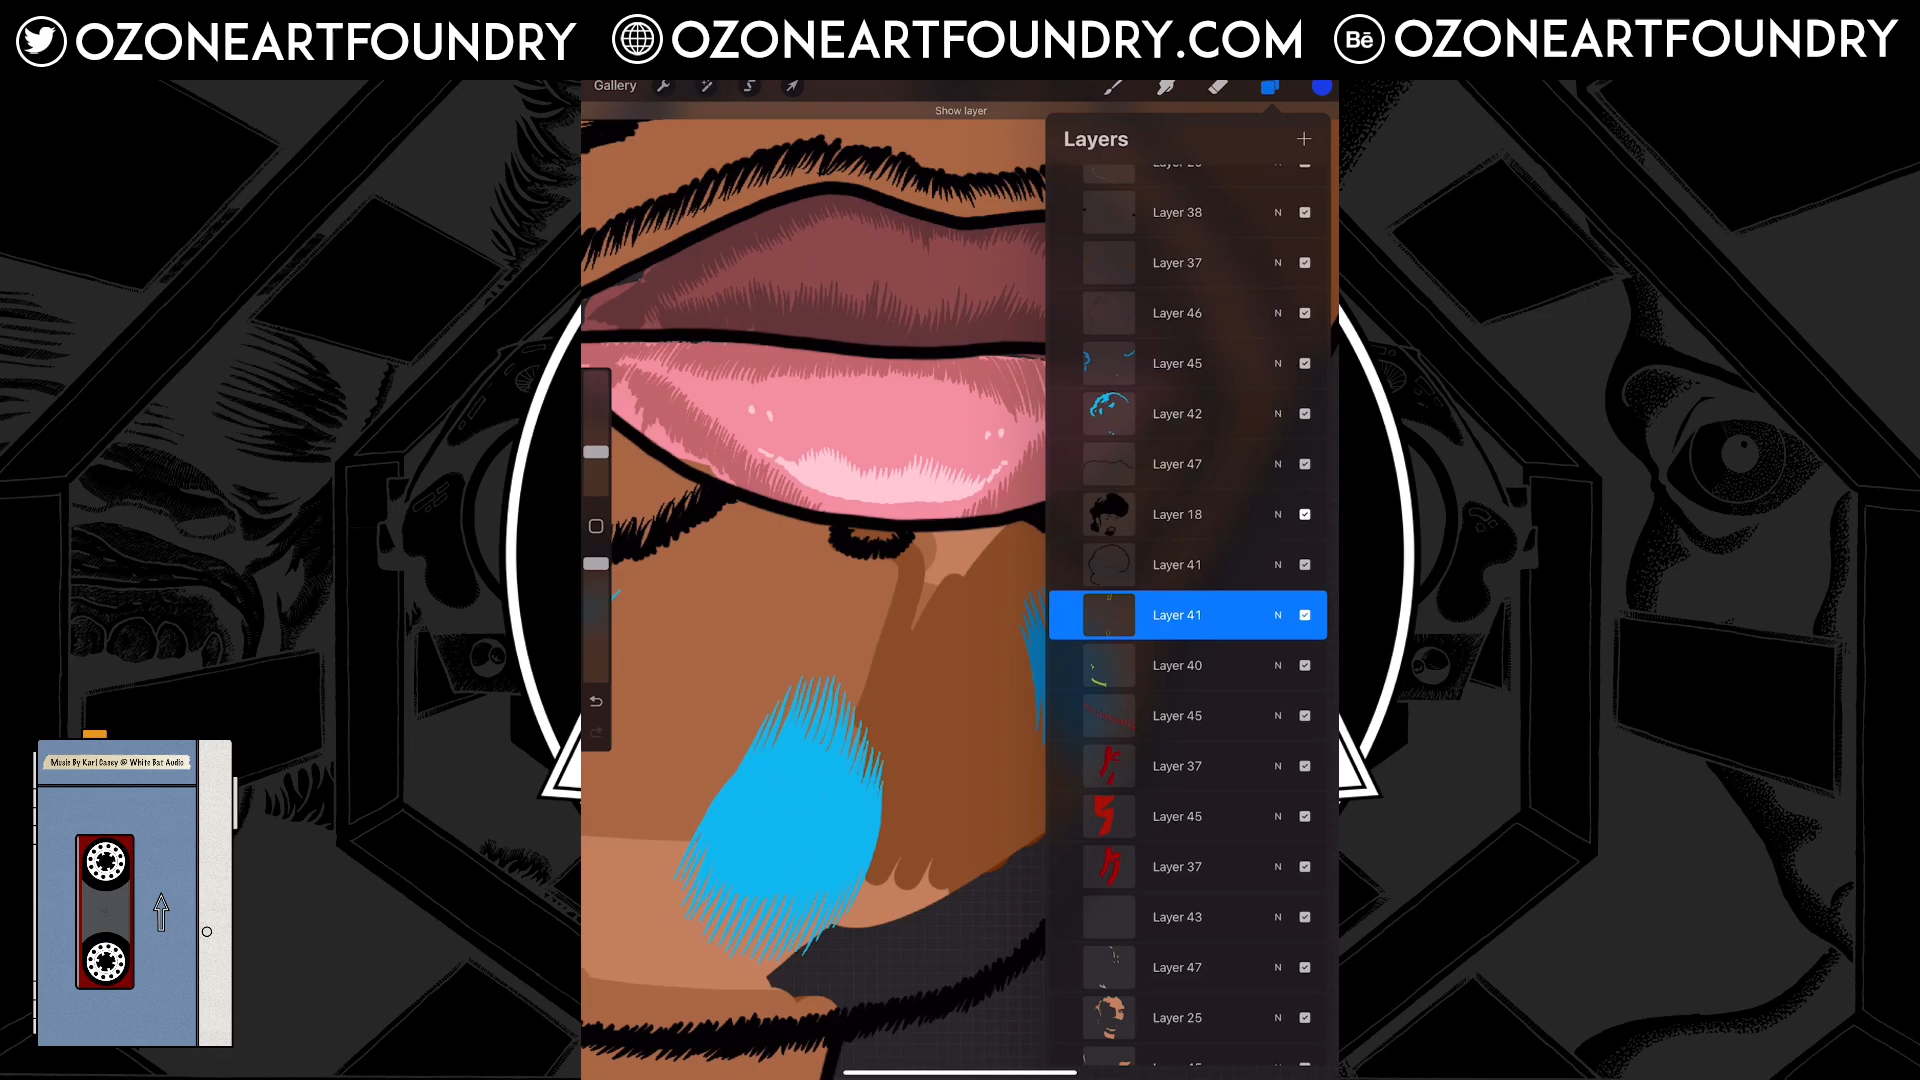 OZONEARTFOUNDRY
OZONEARTFOUNDRY.COM
Bē OZONEARTFOUNDRY
Gallery
Show layer
Layers
Layer 38 N
Layer 37 N
Layer 46 N
Layer 45 N
Layer 42 N
Layer 47 N
Layer 18 N
Layer 41 N
Layer 41 N
Layer 40 N
Layer 45 N
Layer 37 N
Layer 45 N
Layer 37 N
Layer 43 N
Layer 47 N
Layer 25 N
Music By Karl Casey @ White Bat Audio